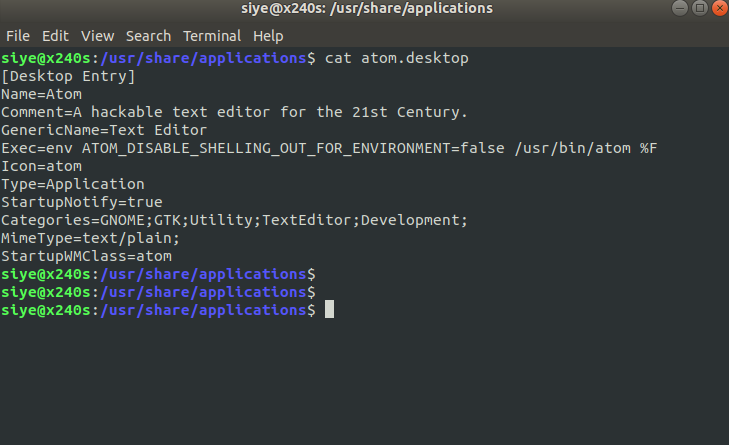 siye@x240s: /usr/share/applications
File Edit View Search Terminal Help
siye@x240s:/usr/share/applications$ cat atom.desktop
[Desktop Entry]
Name=Atom
Comment=A hackable text editor for the 21st Century.
GenericName=Text Editor
Exec=env ATOM_DISABLE_SHELLING_OUT_FOR_ENVIRONMENT=false /usr/bin/atom %F
Icon=atom
Type=Application
StartupNotify=true
Categories=GNOME;GTK;Utility;TextEditor;Development;
MimeType=text/plain;
StartupWMClass=atom
siye@x240s:/usr/share/applications$
siye@x240s:/usr/share/applications$
siye@x240s:/usr/share/applications$